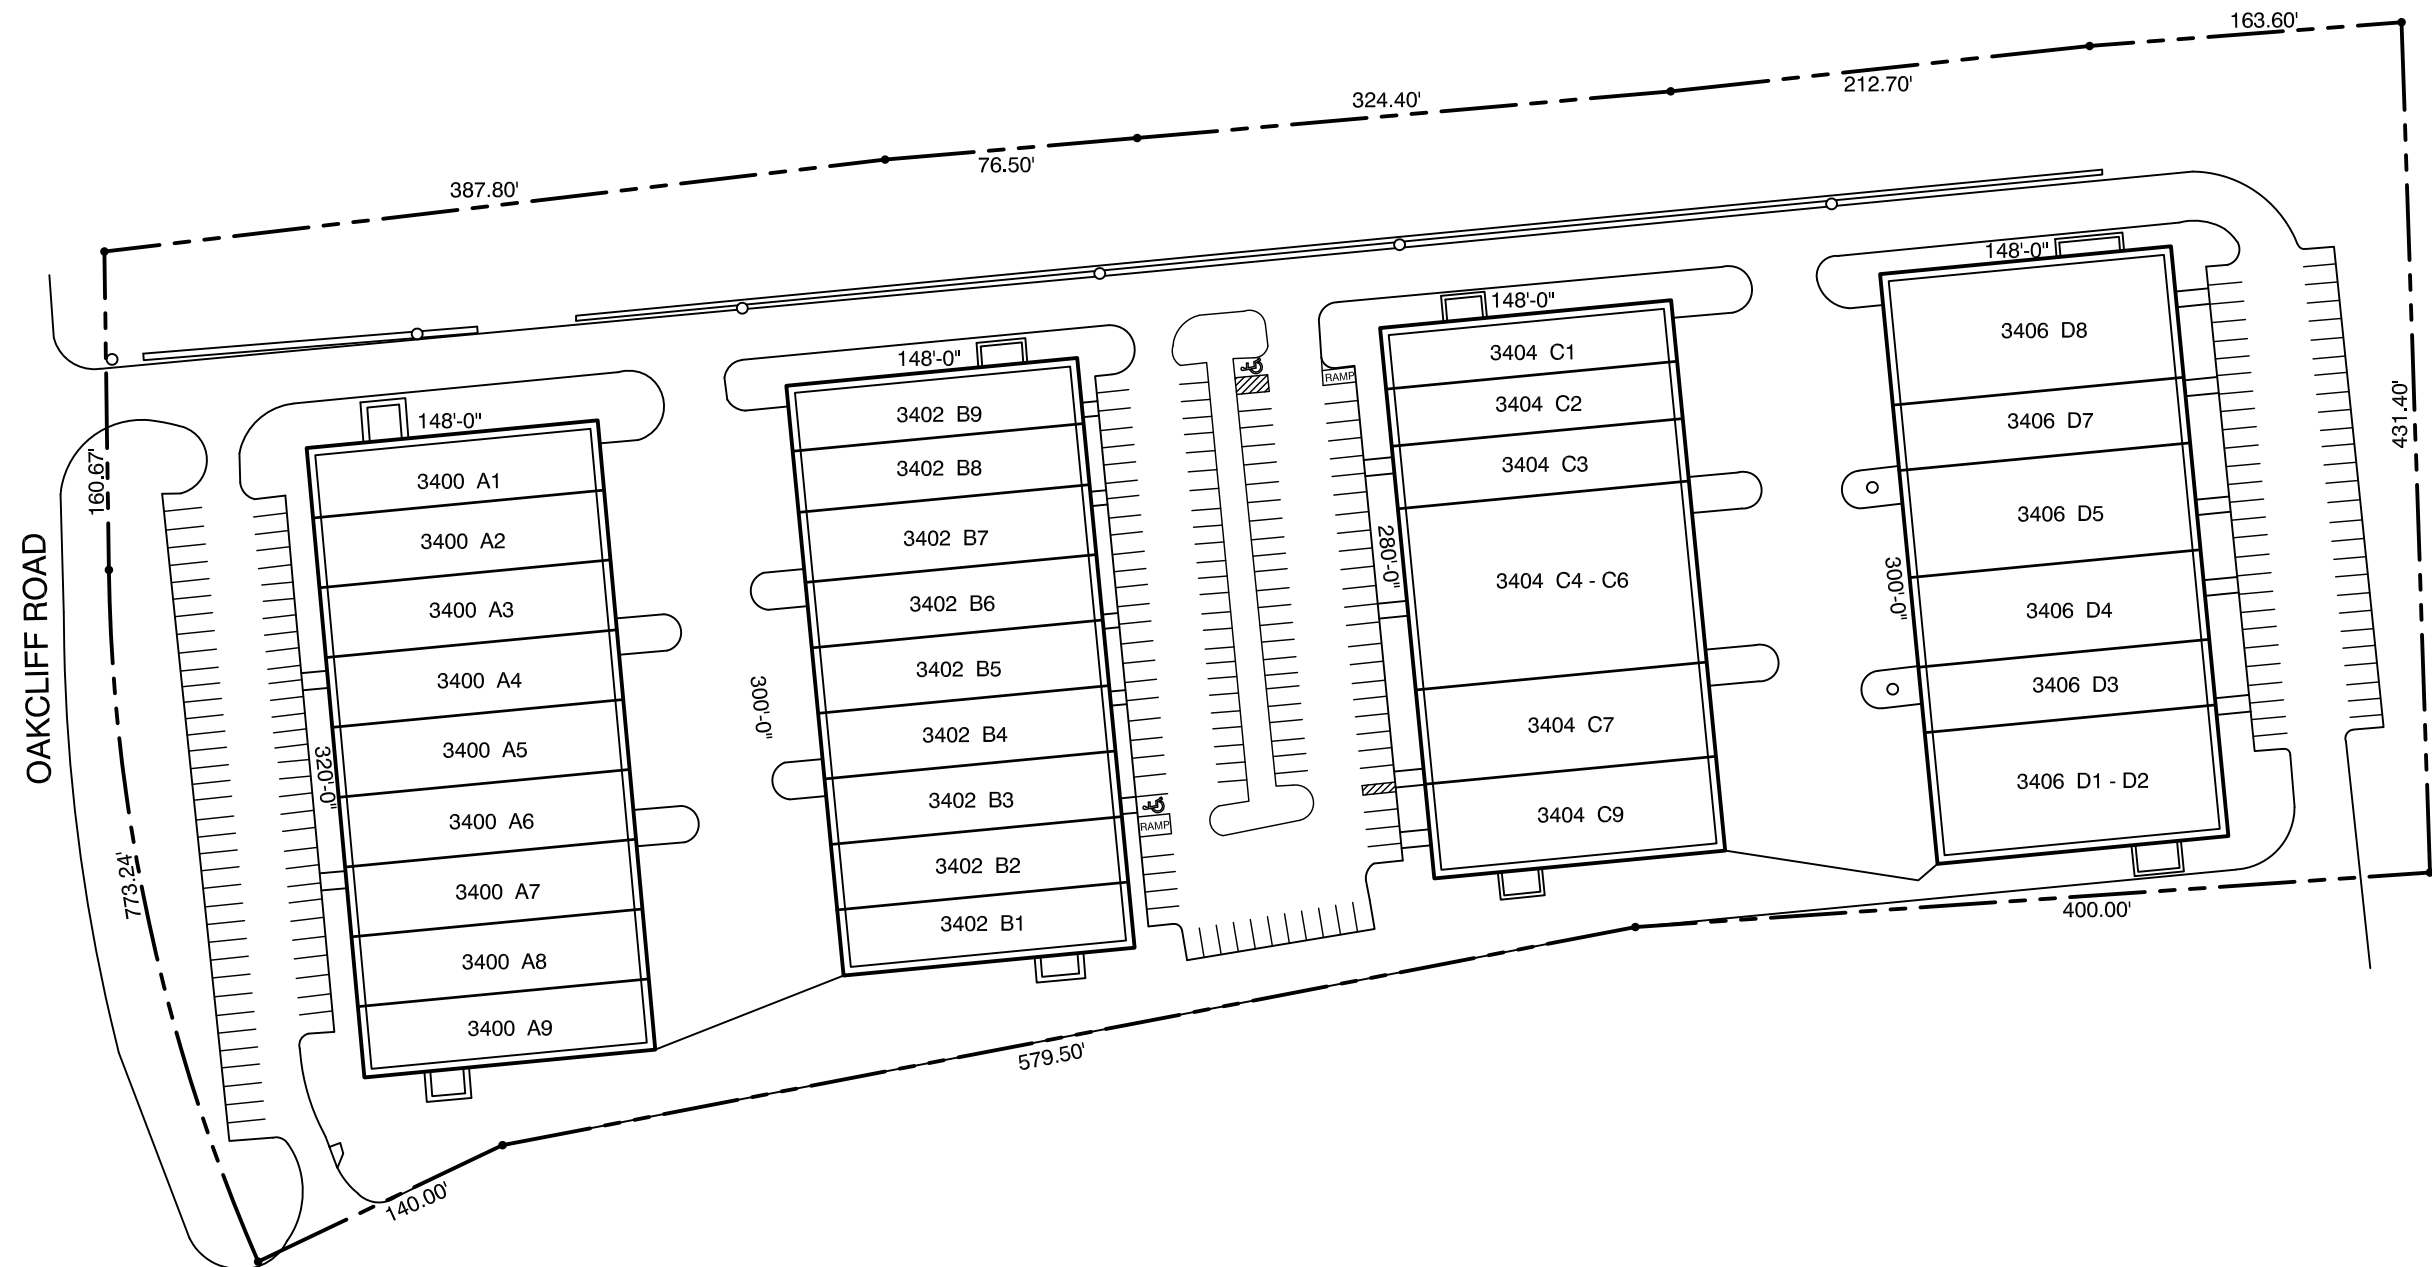 163.60'
212.70'
324.40'
76.50'
387.80'
431.40'
160.67'
773.24'
OAKCLIFF ROAD
148'-0"
3400 A1
3400 A2
3400 A3
3400 A4
3400 A5
3400 A6
3400 A7
3400 A8
3400 A9
320'-0"
148'-0"
3402 B9
3402 B8
3402 B7
3402 B6
3402 B5
3402 B4
3402 B3
3402 B2
3402 B1
300'-0"
RAMP
RAMP
148'-0"
3404 C1
3404 C2
3404 C3
3404 C4 - C6
3404 C7
3404 C9
280'-0"
148'-0"
3406 D8
3406 D7
3406 D5
3406 D4
3406 D3
3406 D1 - D2
300'-0"
400.00'
579.50'
140.00'